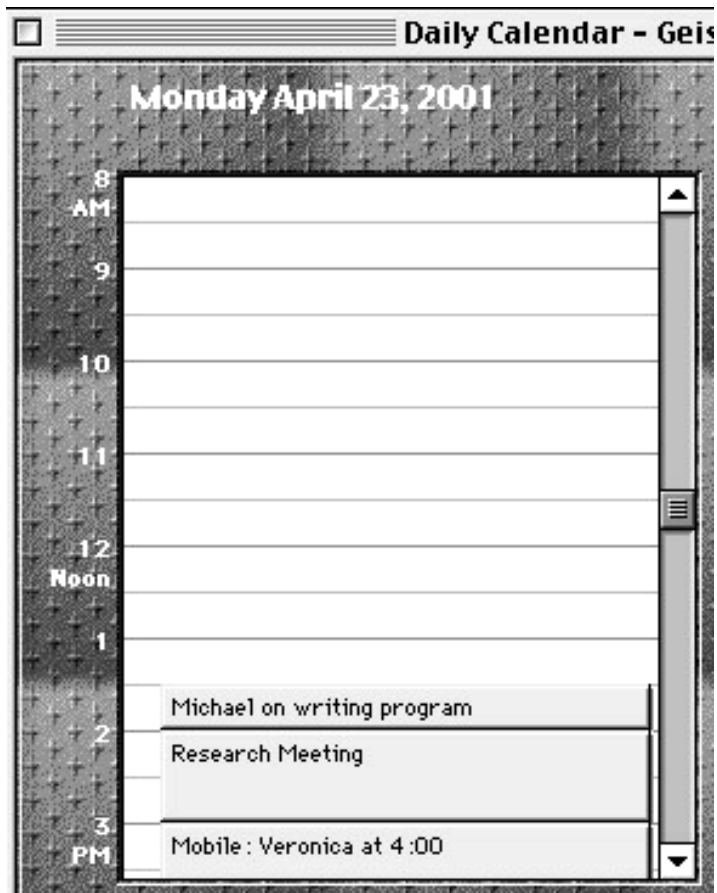 Daily Calendar – Geis
Monday April 23, 2001
8
AM
9
10
11
12
Noon
1
Michael on writing program
2
Research Meeting
3
PM
Mobile: Veronica at 4:00